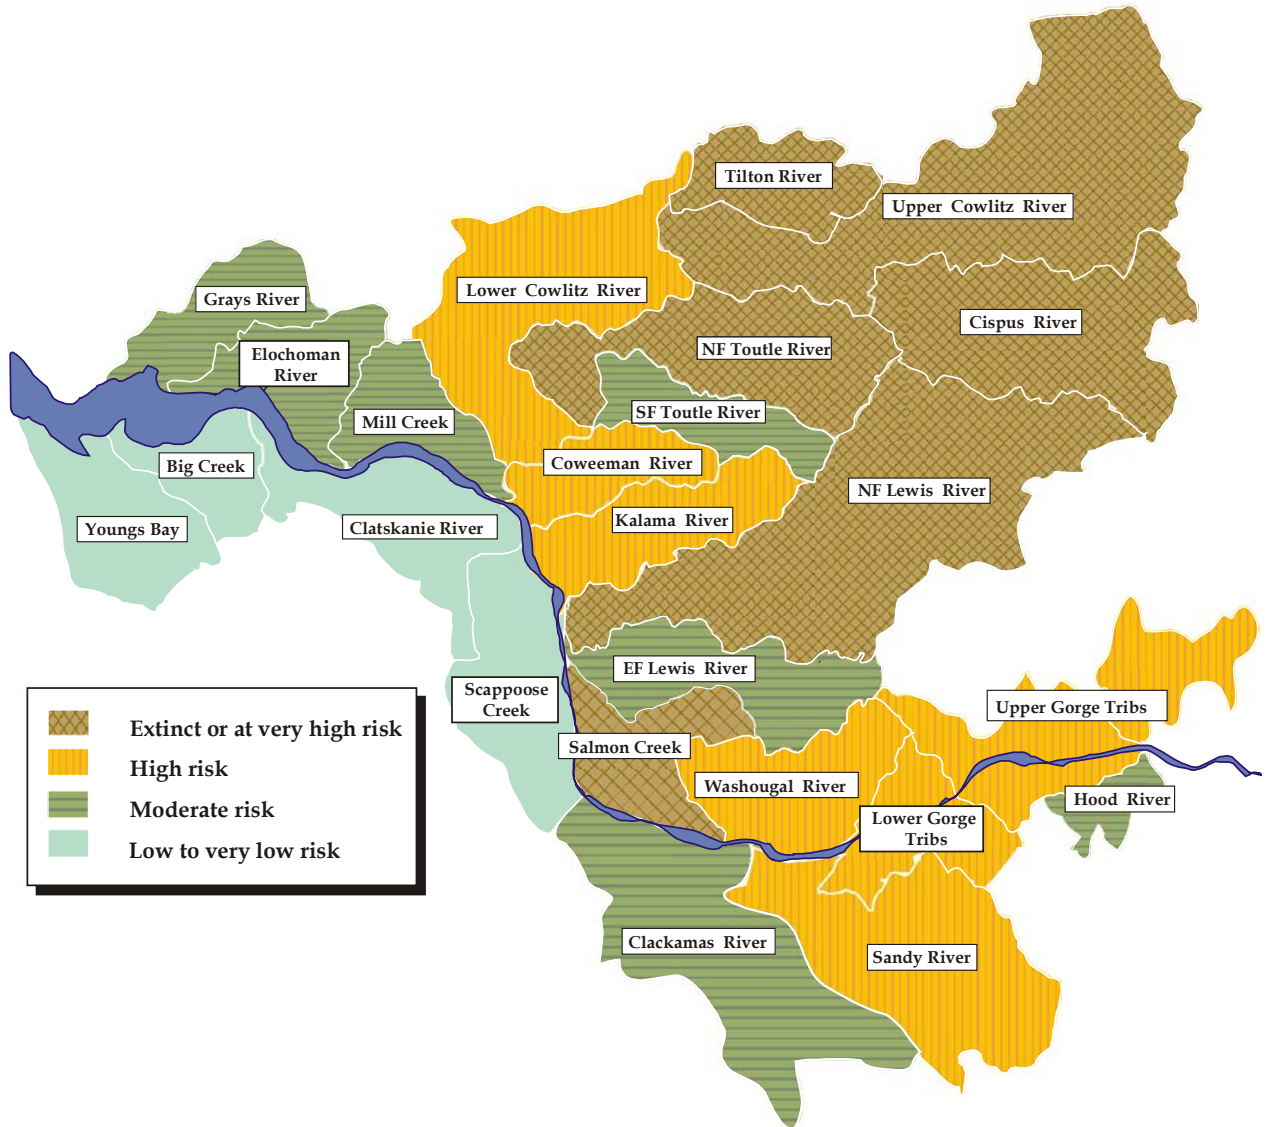 Tilton River
Upper Cowlitz River
Lower Cowlitz River
Grays River
Cispus River
NF Toutle River
Elochoman
River
SF Toutle River
Mill Creek
Coweeman River
Big Creek
NF Lewis River
Kalama River
Youngs Bay
Clatskanie River
EF Lewis River
Scappoose
Creek
Upper Gorge Tribs
Salmon Creek
Washougal River
Hood River
Lower Gorge
Tribs
Clackamas River
Sandy River
Extinct or at very high risk
High risk
Moderate risk
Low to very low risk